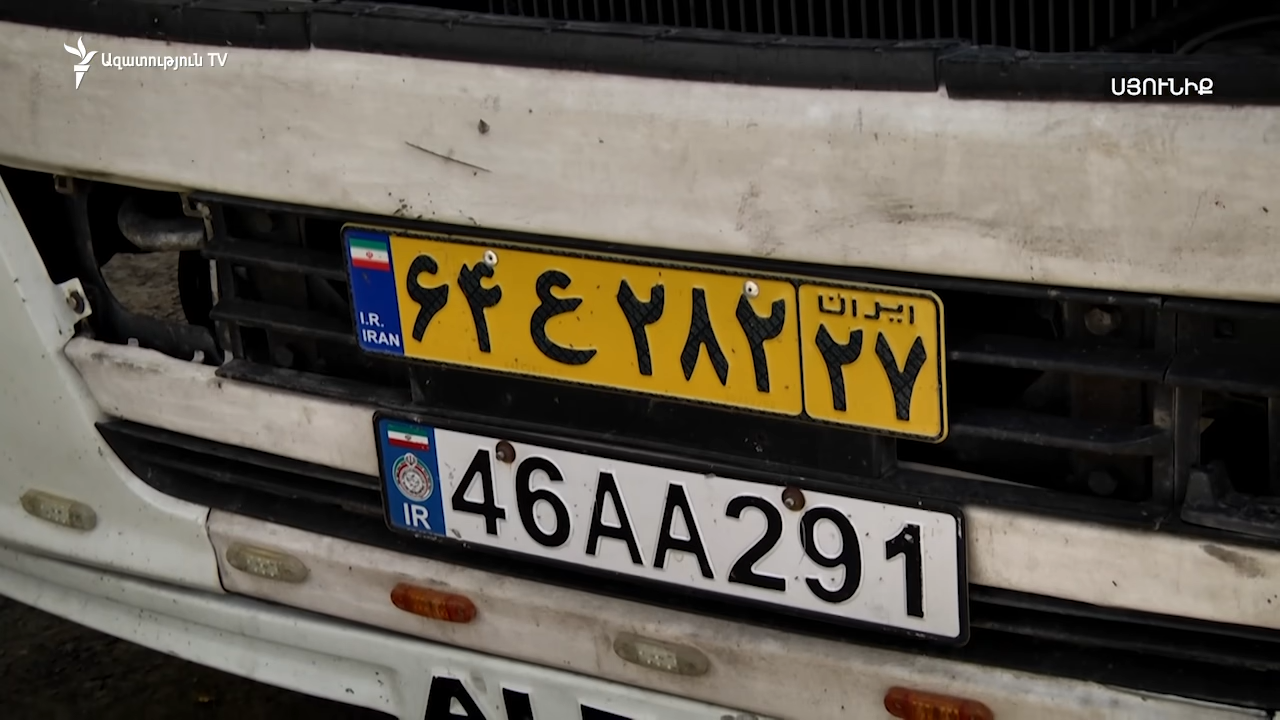 Ազատություն TV
ՍՅՈՒՆԻՔ
I.R.
IRAN
۶۴ ع ۲۸۲
ایران
۲۷
IR
46AA291